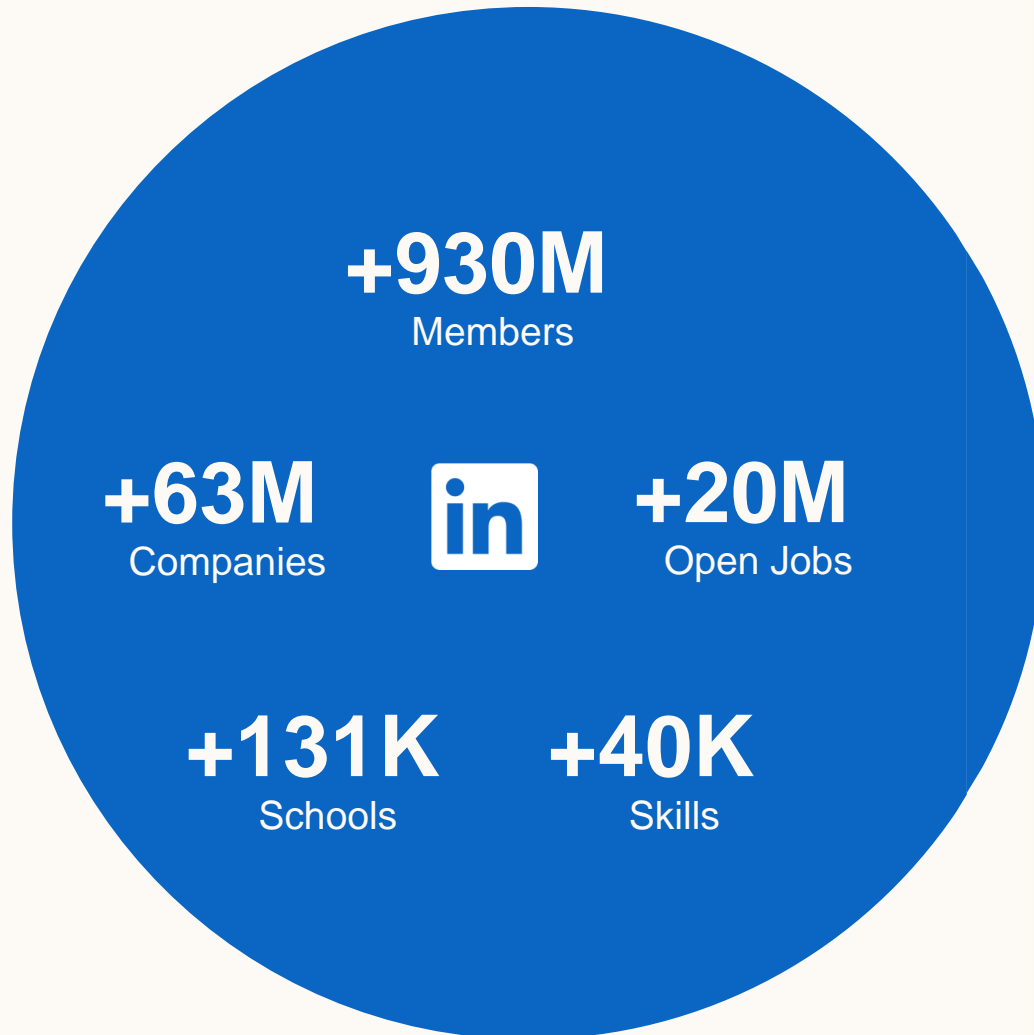 +930M
Members
+63M
Companies
in
+20M
Open Jobs
+131K
Schools
+40K
Skills